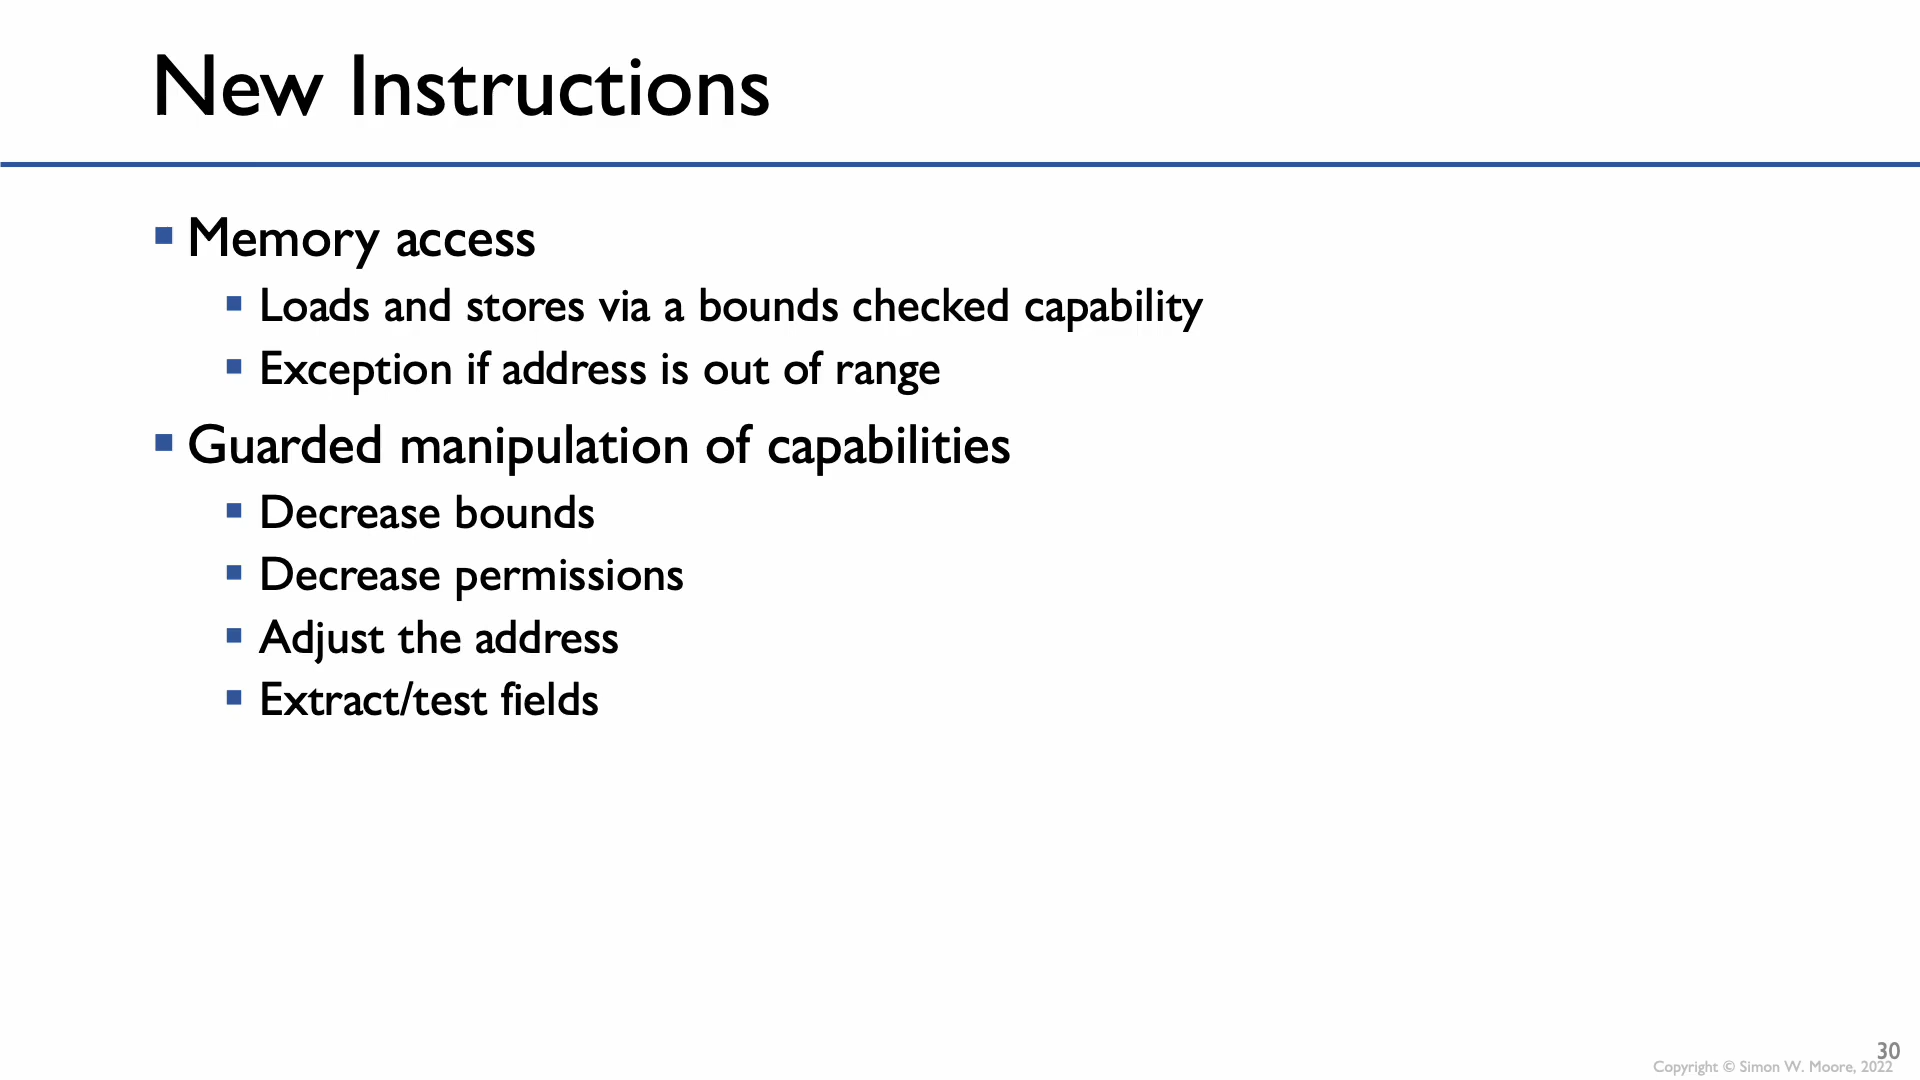 New Instructions
Memory access
Loads and stores via a bounds checked capability
Exception if address is out of range
Guarded manipulation of capabilities
Decrease bounds
Decrease permissions
Adjust the address
Extract/test fields
30
Copyright © Simon W. Moore, 2022